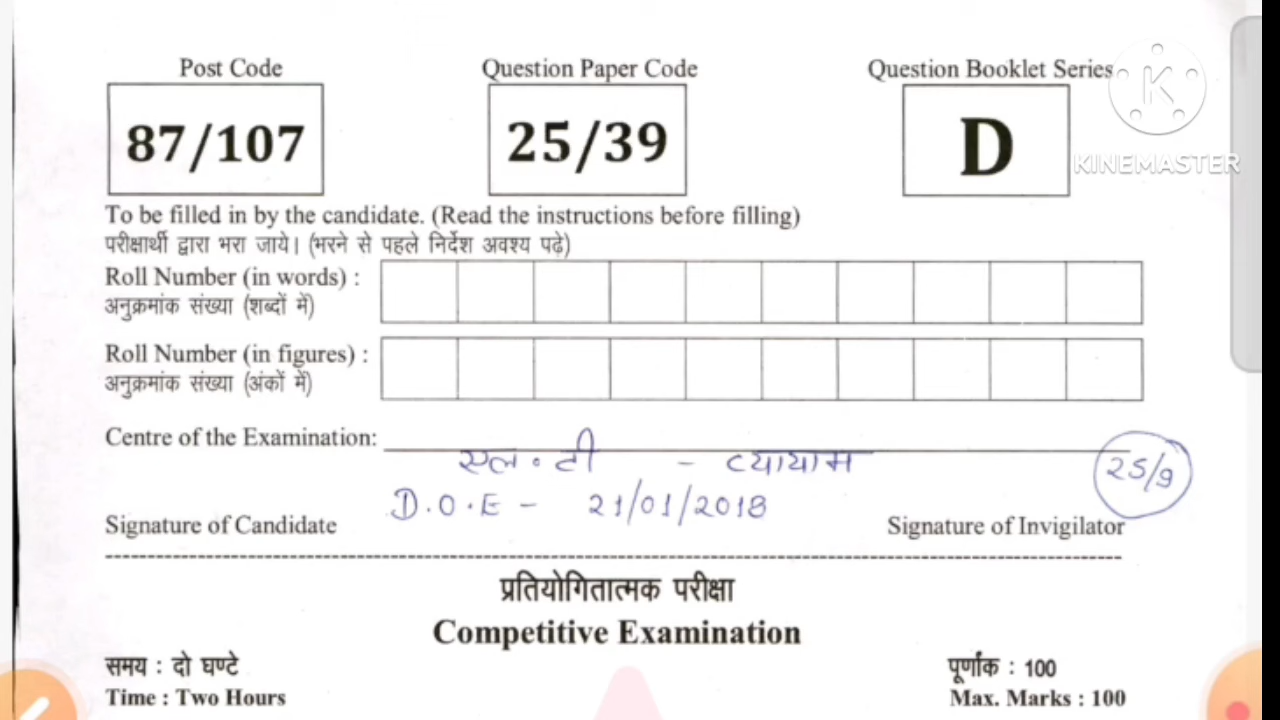 Post Code
Question Paper Code
Question Booklet Series
87/107
25/39
D
KINEMASTER
To be filled in by the candidate. (Read the instructions before filling)
परीक्षार्थी द्वारा भरा जाये। (भरने से पहले निर्देश अवश्य पढ़े)
Roll Number (in words) :
अनुक्रमांक संख्या (शब्दों में)
Roll Number (in figures) :
अनुक्रमांक संख्या (अंकों में)
Centre of the Examination:
एल॰ टी - व्यायाम
25/9
D.O.E - 21/01/2018
Signature of Candidate
Signature of Invigilator
प्रतियोगितात्मक परीक्षा
Competitive Examination
समय : दो घण्टे
पूर्णांक : 100
Time : Two Hours
Max. Marks : 100